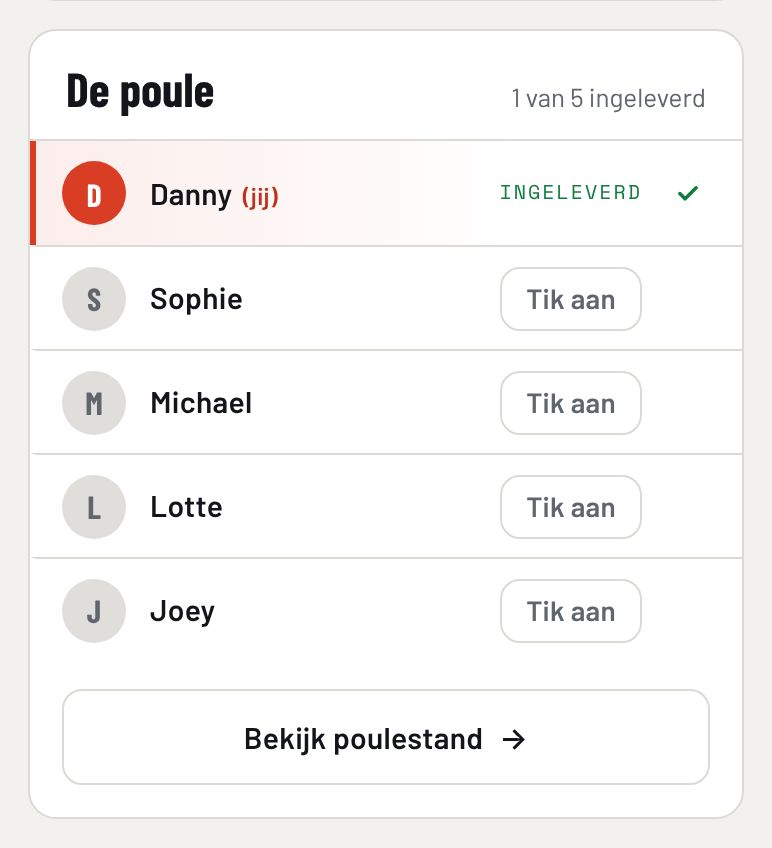 De poule
1 van 5 ingeleverd
D Danny (jij) INGELEVERD
S Sophie Tik aan
M Michael Tik aan
L Lotte Tik aan
J Joey Tik aan
Bekijk poulestand →